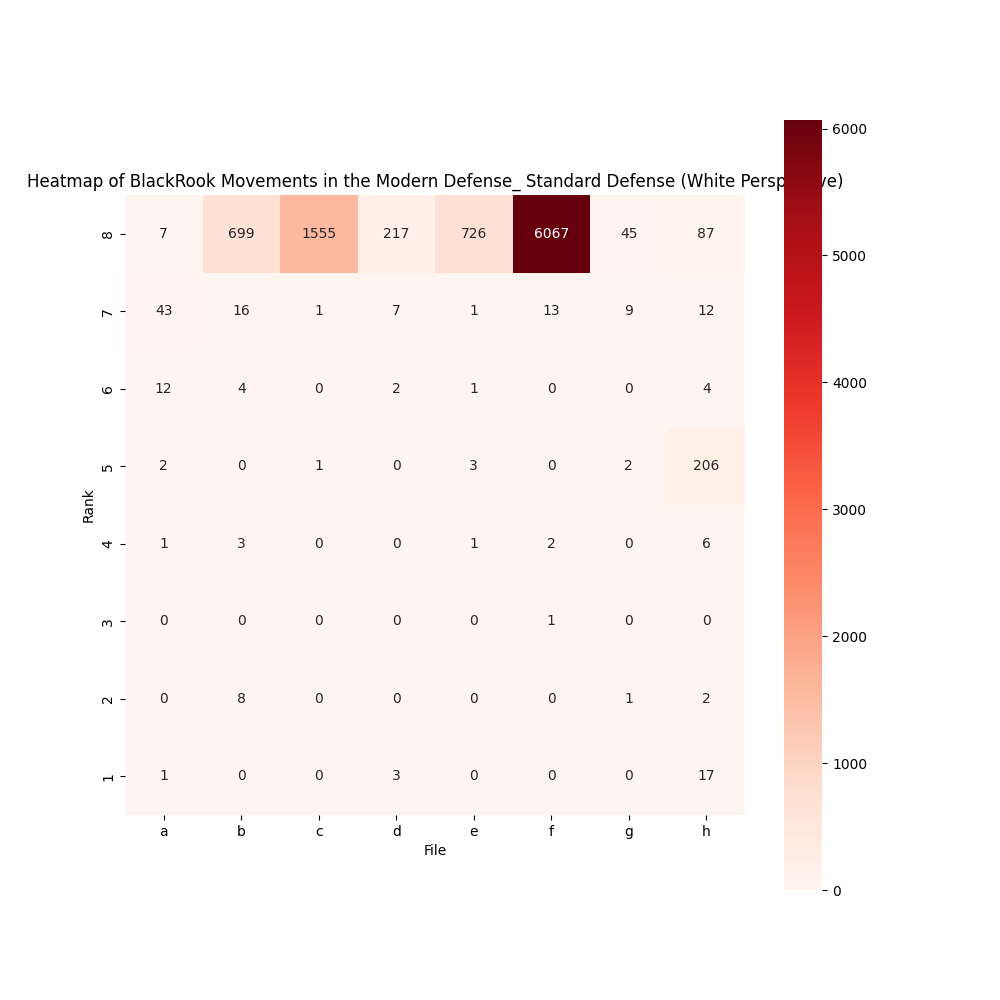 Heatmap of BlackRook Movements in the Modern Defense_ Standard Defense (White Perspective)
8 7 699 1555 217 726 6067 45 87
7 43 16 1 7 1 13 9 12
6 12 4 0 2 1 0 0 4
5 2 0 1 0 3 0 2 206
4 1 3 0 0 1 2 0 6
3 0 0 0 0 0 1 0 0
2 0 8 0 0 0 0 1 2
1 1 0 0 3 0 0 0 17
a b c d e f g h
File
Rank
6000
5000
4000
3000
2000
1000
0